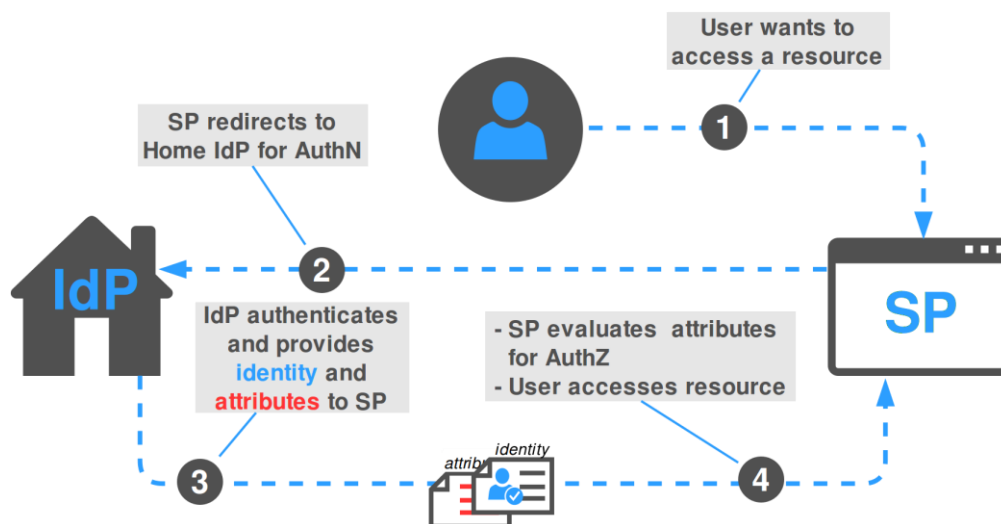 User wants to
access a resource
1
SP redirects to
Home IdP for AuthN
2
IdP
SP
IdP authenticates
and provides
identity and
attributes to SP
- SP evaluates attributes
for AuthZ
- User accesses resource
3
identity
4